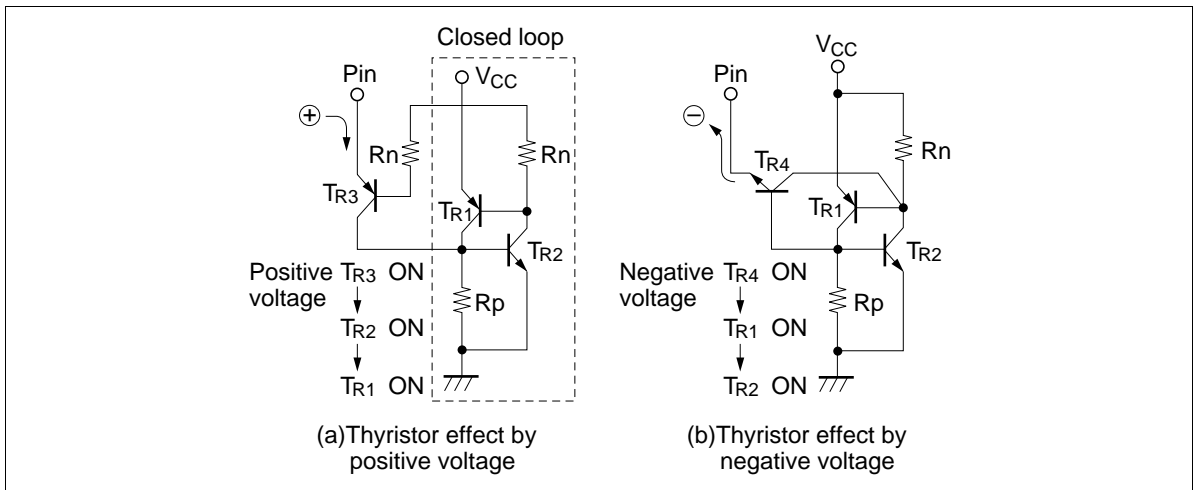 Closed loop
Pin
VCC
+
Rn
Rn
TR3
TR1
TR2
Rp
Positive voltage
TR3 ON
TR2 ON
TR1 ON
(a)Thyristor effect by
positive voltage
VCC
Pin
−
Rn
TR4
TR1
TR2
Rp
Negative voltage
TR4 ON
TR1 ON
TR2 ON
(b)Thyristor effect by
negative voltage